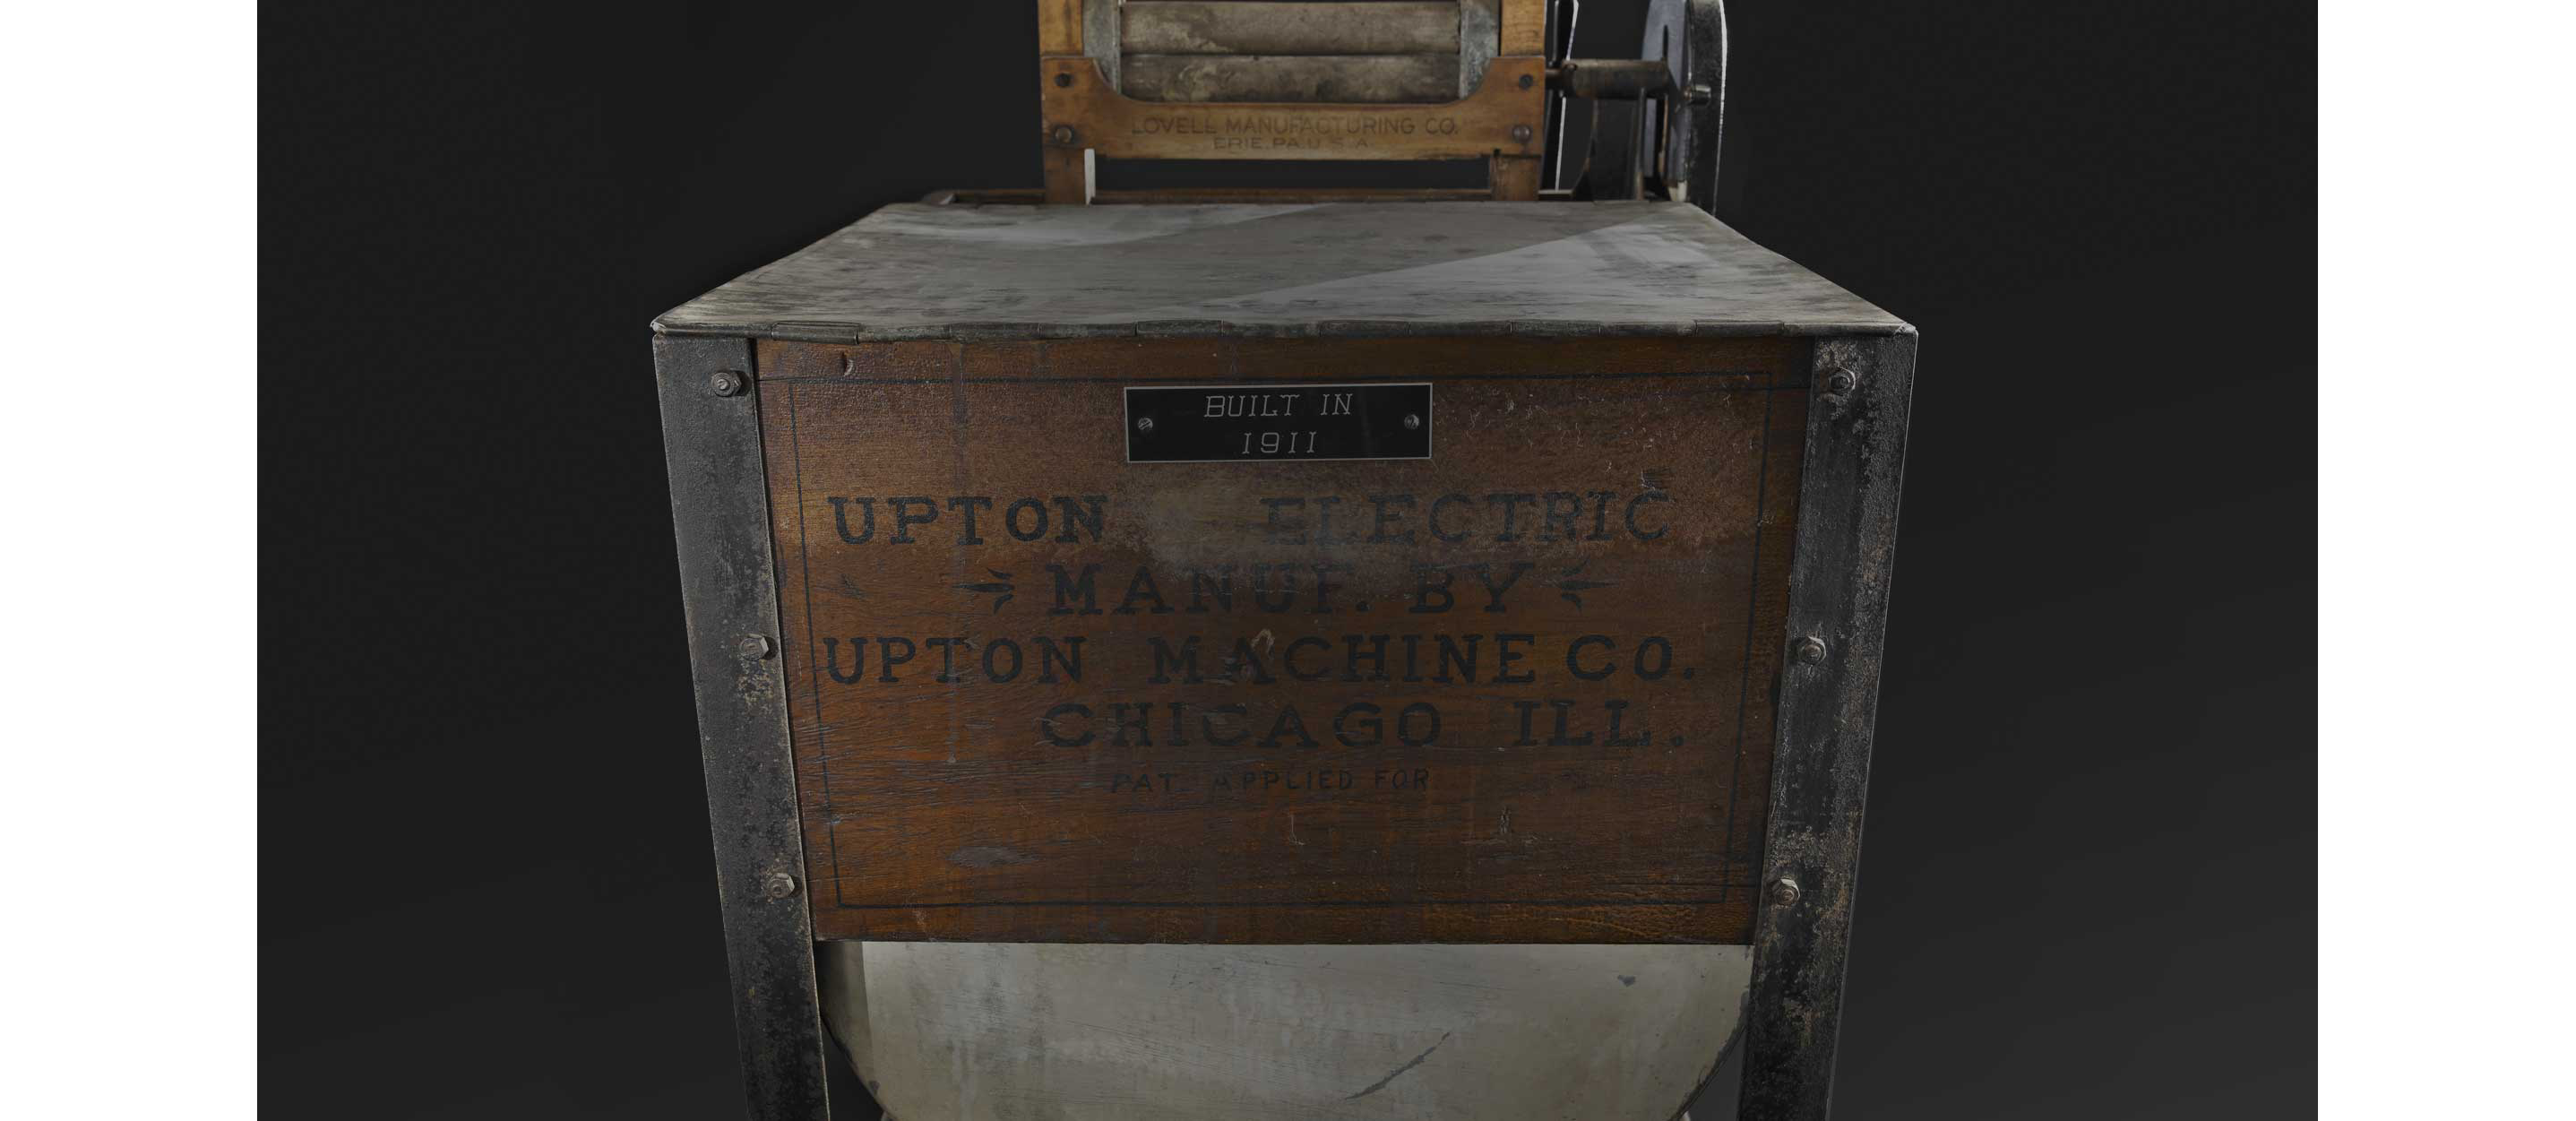 LOVELL MANUFACTURING CO.
ERIE.PA.U.S.A.
BUILT IN
1911
UPTON ELECTRIC
MANUF. BY
UPTON MACHINE CO.
CHICAGO ILL.
PAT. APPLIED FOR